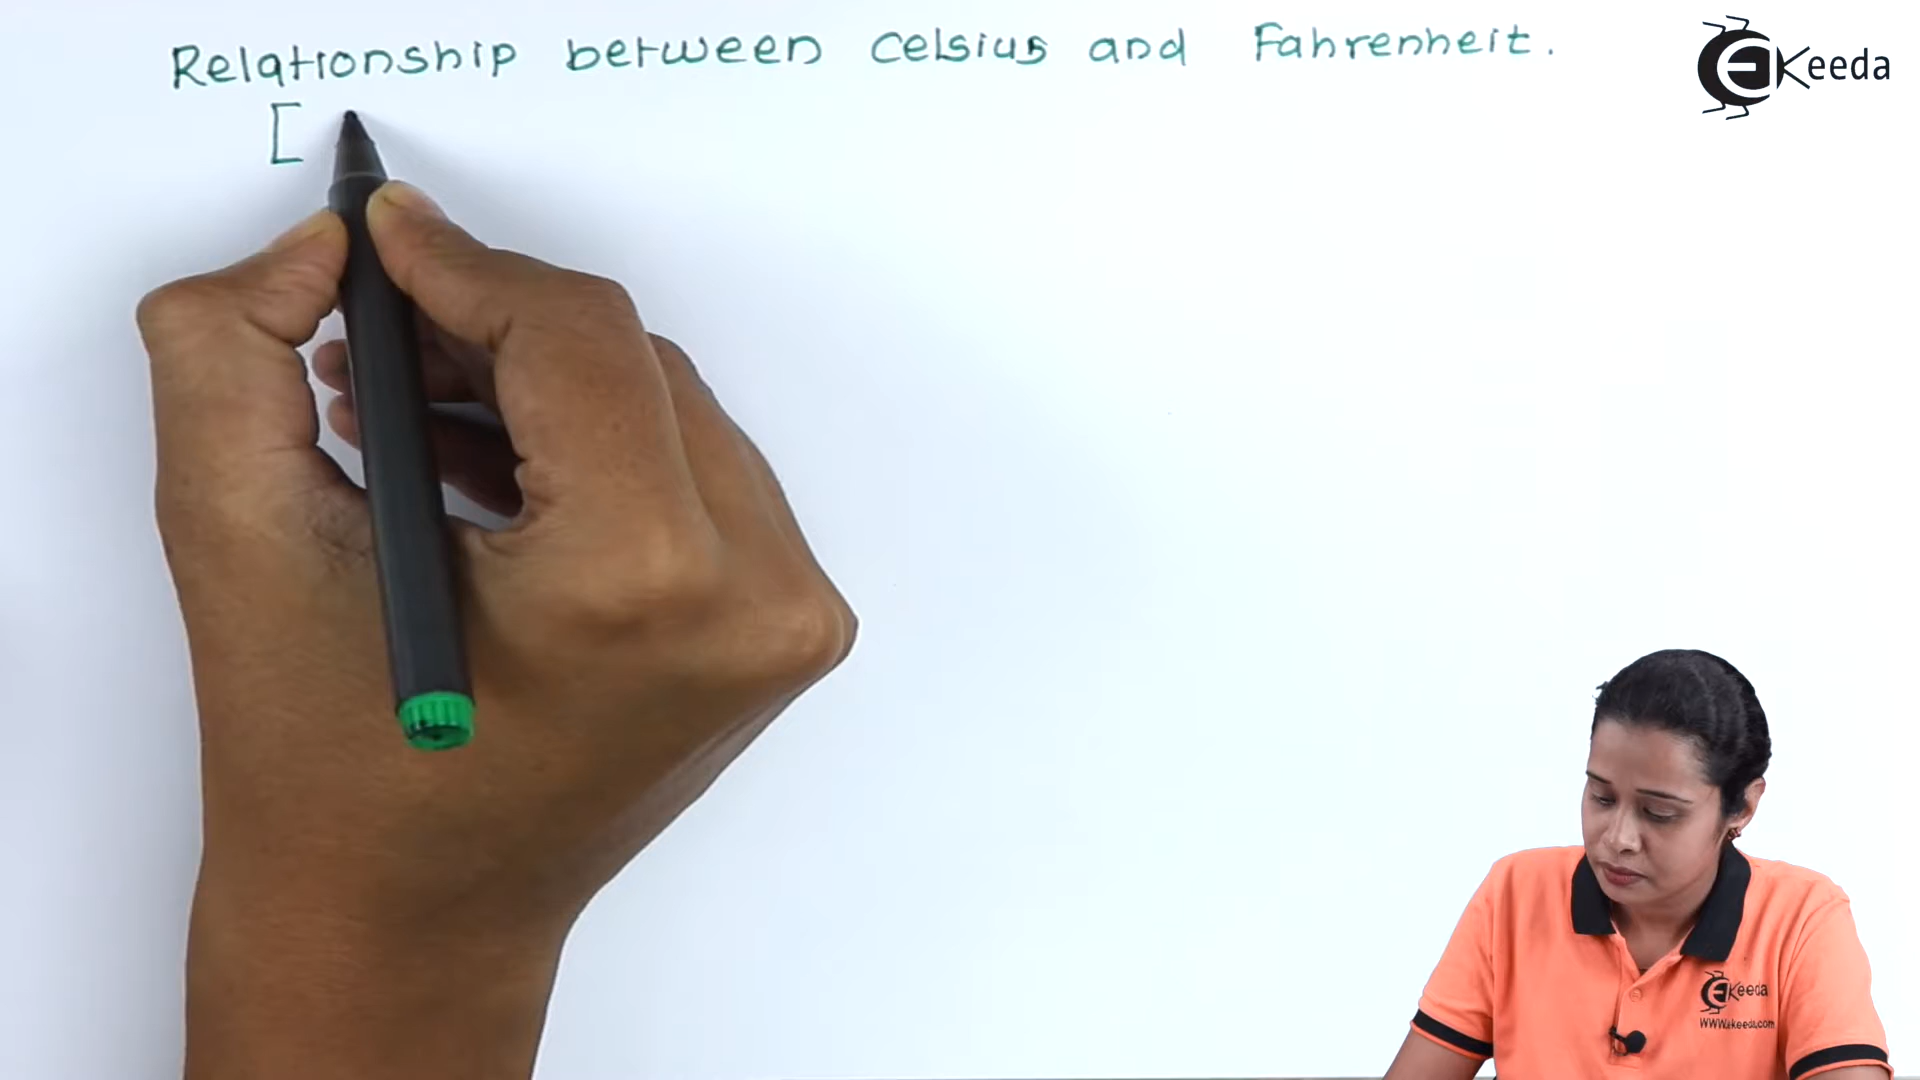 Relationship between Celsius and Fahrenheit.
[
eKeeda
eKeeda
WWW.ekeeda.com